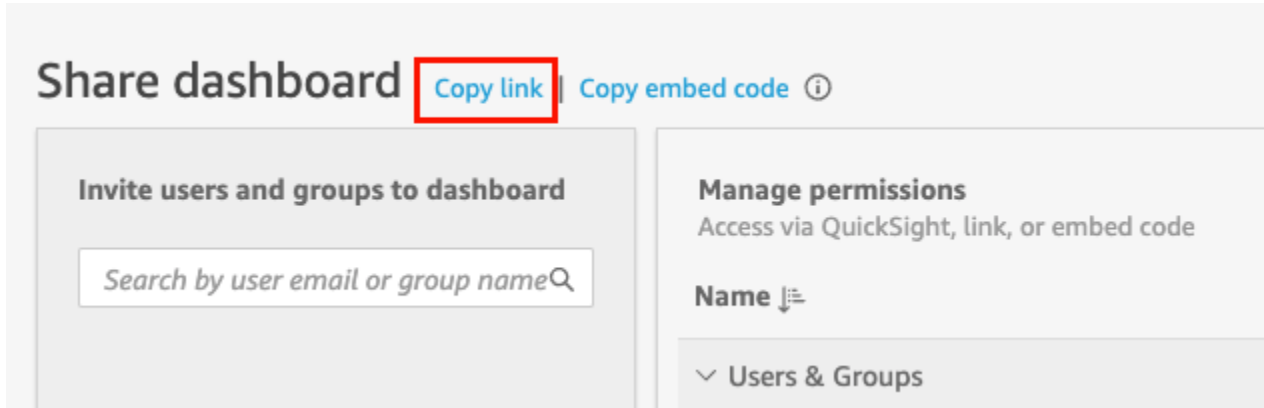 Share dashboard Copy link | Copy embed code
Invite users and groups to dashboard
Search by user email or group name
Manage permissions
Access via QuickSight, link, or embed code
Name
Users & Groups